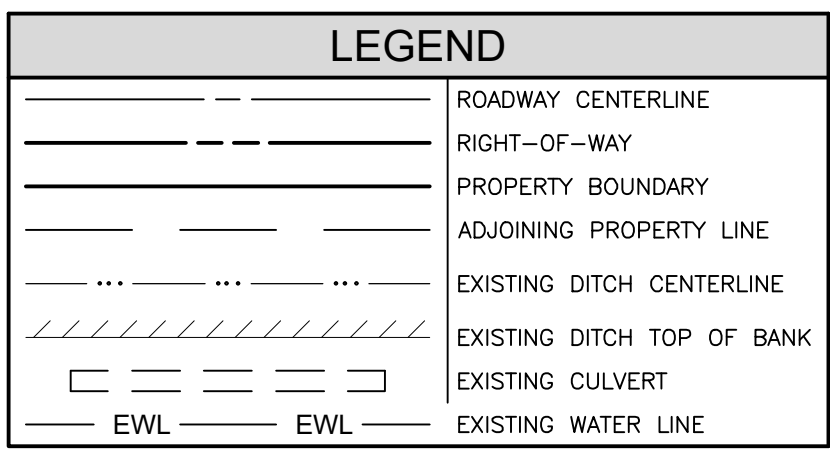 LEGEND
ROADWAY CENTERLINE
RIGHT-OF-WAY
PROPERTY BOUNDARY
ADJOINING PROPERTY LINE
EXISTING DITCH CENTERLINE
EXISTING DITCH TOP OF BANK
EXISTING CULVERT
EWL EWL EXISTING WATER LINE